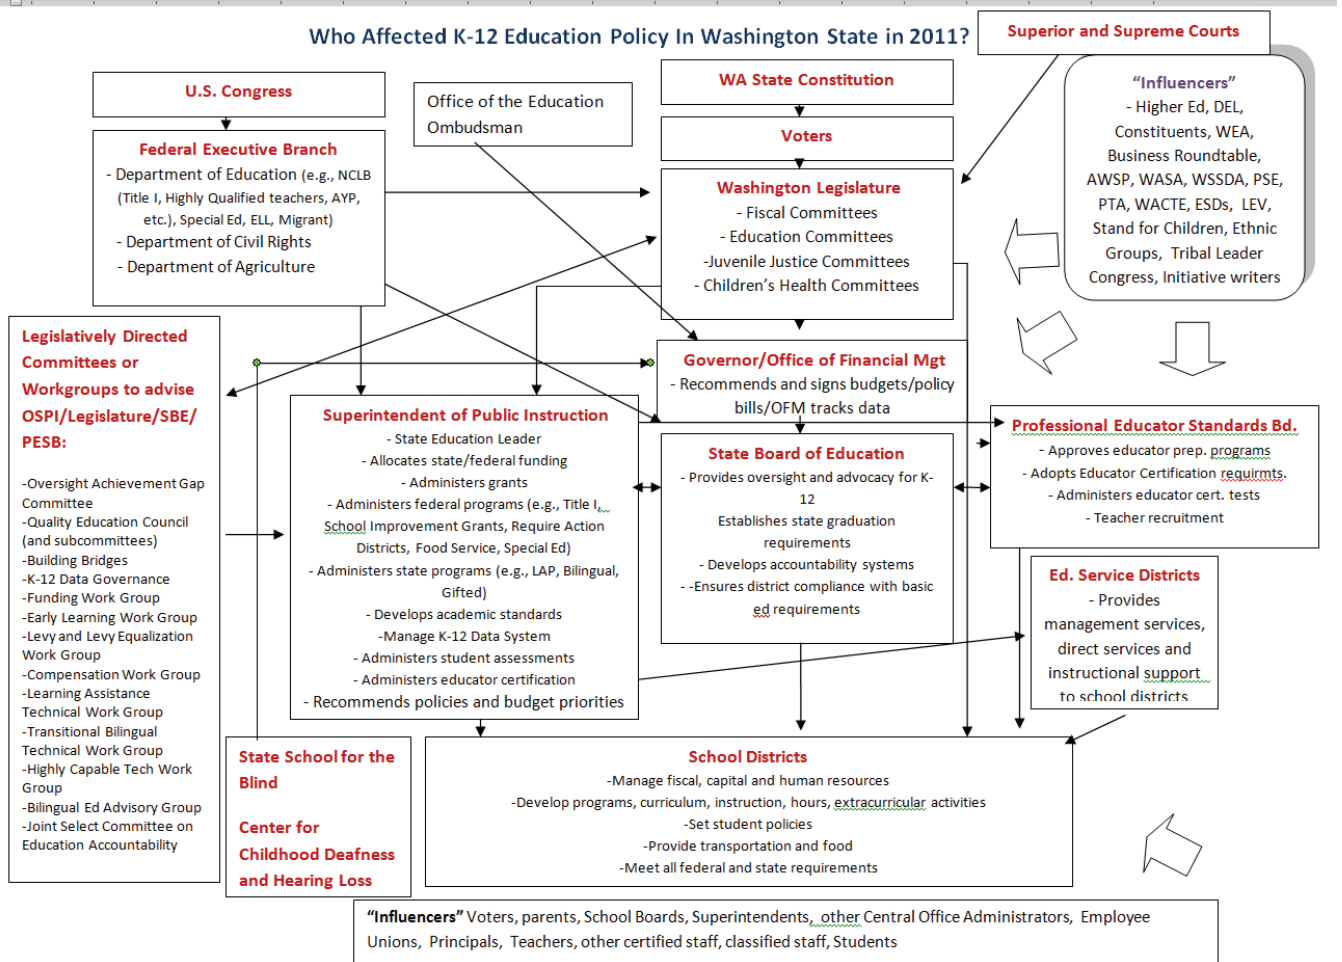 Who Affected K-12 Education Policy In Washington State in 2011?
Superior and Supreme Courts
U.S. Congress
Federal Executive Branch
- Department of Education (e.g., NCLB
(Title I, Highly Qualified teachers, AYP,
etc.), Special Ed, ELL, Migrant)
- Department of Civil Rights
- Department of Agriculture
Office of the Education
Ombudsman
WA State Constitution
Voters
Washington Legislature
- Fiscal Committees
- Education Committees
-Juvenile Justice Committees
- Children's Health Committees
“Influencers”
- Higher Ed, DEL,
Constituents, WEA,
Business Roundtable,
AWSP, WASA, WSSDA, PSE,
PTA, WACTE, ESDs, LEV,
Stand for Children, Ethnic
Groups, Tribal Leader
Congress, Initiative writers
Legislatively Directed
Committees or
Workgroups to advise
OSPI/Legislature/SBE/
PESB:
-Oversight Achievement Gap
Committee
-Quality Education Council
(and subcommittees)
-Building Bridges
-K-12 Data Governance
-Funding Work Group
-Early Learning Work Group
-Levy and Levy Equalization
Work Group
-Compensation Work Group
-Learning Assistance
Technical Work Group
-Transitional Bilingual
Technical Work Group
-Highly Capable Tech Work
Group
-Bilingual Ed Advisory Group
-Joint Select Committee on
Education Accountability
Governor/Office of Financial Mgt
- Recommends and signs budgets/policy
bills/OFM tracks data
Superintendent of Public Instruction
- State Education Leader
- Allocates state/federal funding
- Administers grants
- Administers federal programs (e.g., Title I,
School Improvement Grants, Require Action
Districts, Food Service, Special Ed)
- Administers state programs (e.g., LAP, Bilingual,
Gifted)
- Develops academic standards
-Manage K-12 Data System
- Administers student assessments
- Administers educator certification
- Recommends policies and budget priorities
State Board of Education
- Provides oversight and advocacy for K-
12
Establishes state graduation
requirements
- Develops accountability systems
- -Ensures district compliance with basic
ed requirements
Professional Educator Standards Bd.
- Approves educator prep. programs
- Adopts Educator Certification requirmts.
- Administers educator cert. tests
- Teacher recruitment
Ed. Service Districts
- Provides
management services,
direct services and
instructional support
to school districts
State School for the
Blind
Center for
Childhood Deafness
and Hearing Loss
School Districts
-Manage fiscal, capital and human resources
-Develop programs, curriculum, instruction, hours, extracurricular activities
-Set student policies
-Provide transportation and food
-Meet all federal and state requirements
“Influencers” Voters, parents, School Boards, Superintendents, other Central Office Administrators, Employee
Unions, Principals, Teachers, other certified staff, classified staff, Students